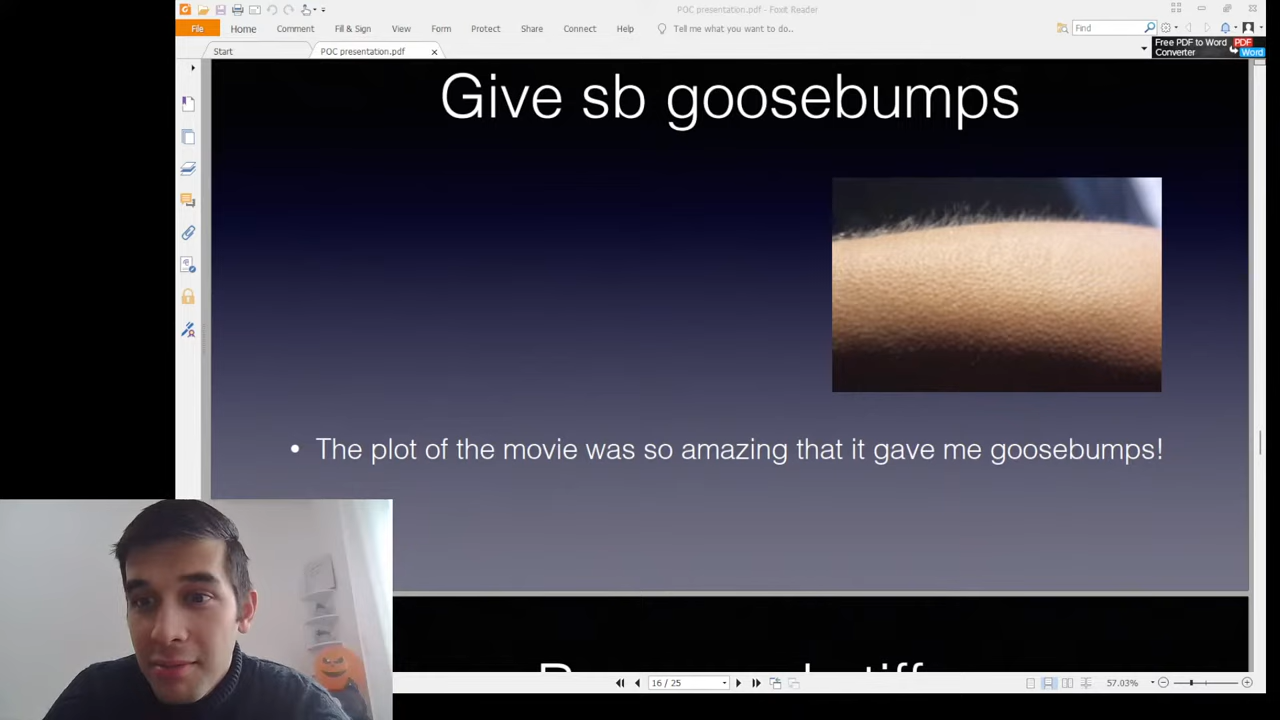 POC presentation.pdf - Foxit Reader
File Home Comment Fill & Sign View Form Protect Share Connect Help Tell me what you want to do.. Find
Start POC presentation.pdf
Free PDF to Word
Converter
PDF
Word
Give sb goosebumps
• The plot of the movie was so amazing that it gave me goosebumps!
16 / 25 57.03%